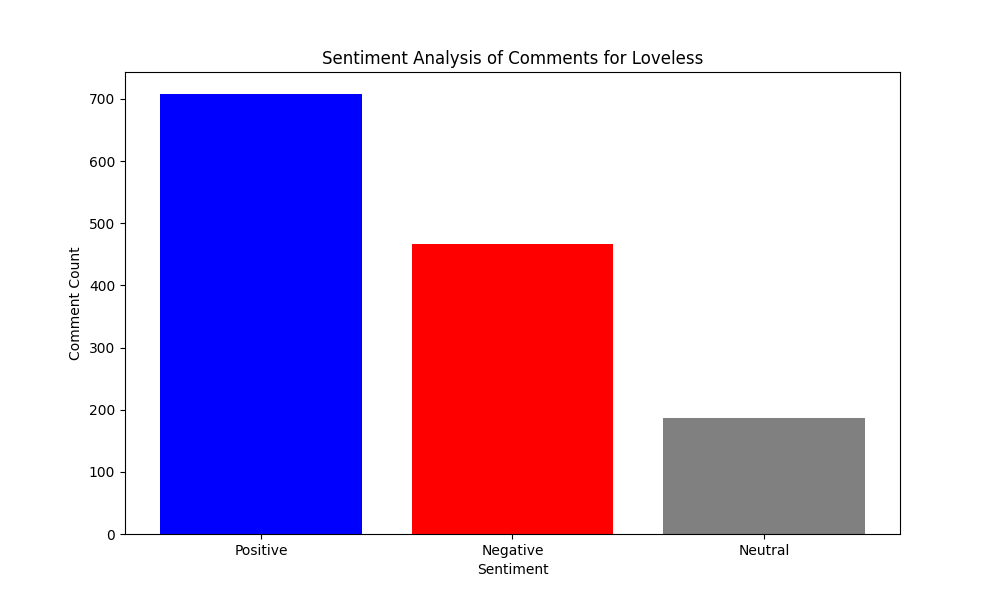 Sentiment Analysis of Comments for Loveless
700
600
500
400
300
200
100
0
Comment Count
Positive
Negative
Neutral
Sentiment